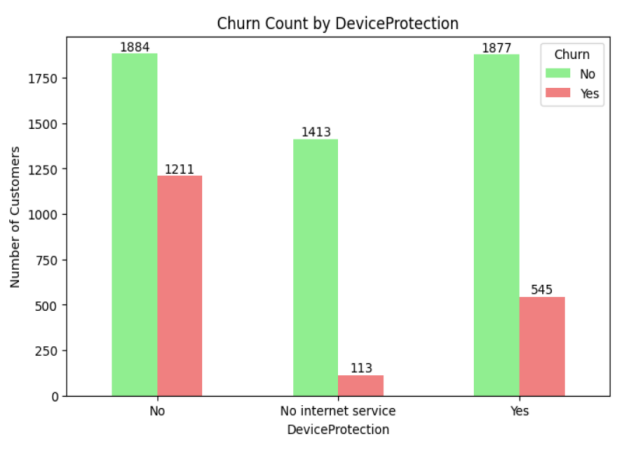 Churn Count by DeviceProtection
1884
1877
Churn
No
Yes
1750
1500
1413
1250
1211
1000
Number of Customers
750
545
500
250
113
0
No
No internet service
Yes
DeviceProtection